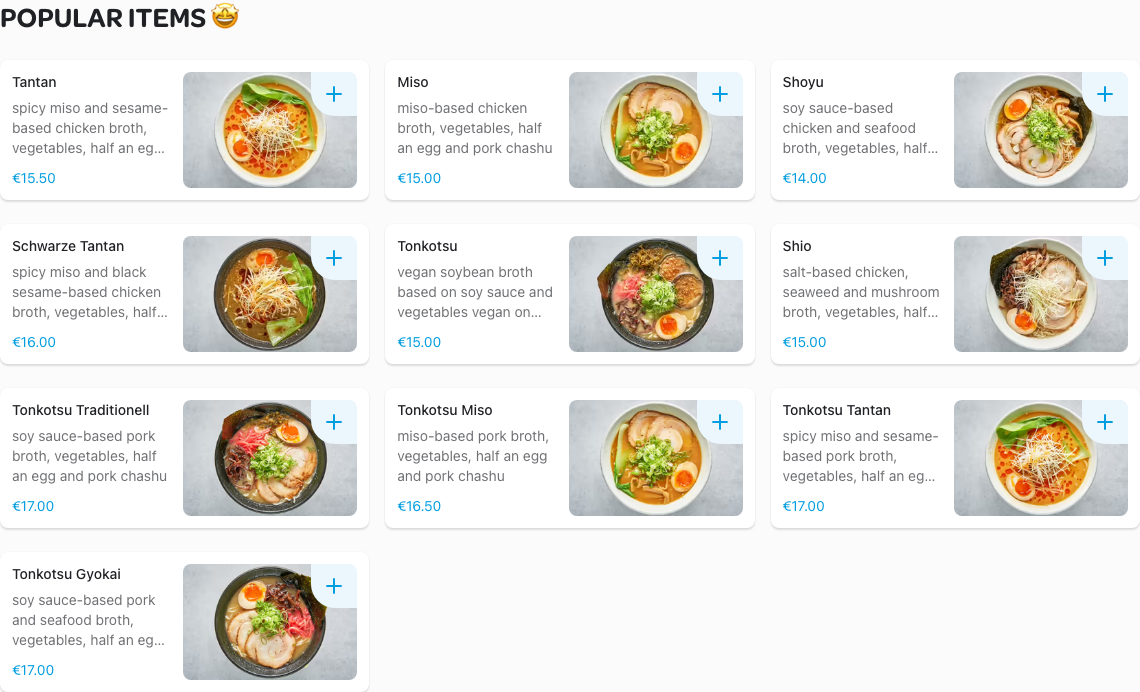 POPULAR ITEMS 🤩
Tantan
spicy miso and sesame-
based chicken broth,
vegetables, half an eg...
€15.50
Miso
miso-based chicken
broth, vegetables, half
an egg and pork chashu
€15.00
Shoyu
soy sauce-based
chicken and seafood
broth, vegetables, half...
€14.00
Schwarze Tantan
spicy miso and black
sesame-based chicken
broth, vegetables, half...
€16.00
Tonkotsu
vegan soybean broth
based on soy sauce and
vegetables vegan on...
€15.00
Shio
salt-based chicken,
seaweed and mushroom
broth, vegetables, half...
€15.00
Tonkotsu Traditionell
soy sauce-based pork
broth, vegetables, half
an egg and pork chashu
€17.00
Tonkotsu Miso
miso-based pork broth,
vegetables, half an egg
and pork chashu
€16.50
Tonkotsu Tantan
spicy miso and sesame-
based pork broth,
vegetables, half an eg...
€17.00
Tonkotsu Gyokai
soy sauce-based pork
and seafood broth,
vegetables, half an eg...
€17.00